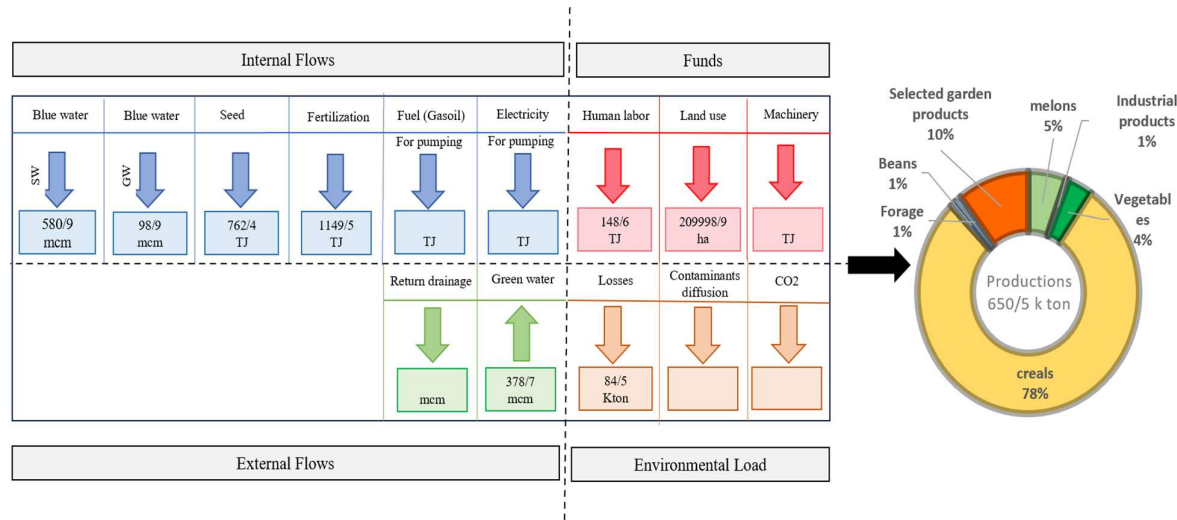 Internal Flows
Funds
Blue water
Blue water
Seed
Fertilization
Fuel (Gasoil)
Electricity
Human labor
Land use
Machinery
For pumping
For pumping
SW
GW
580/9
mcm
98/9
mcm
762/4
TJ
1149/5
TJ
TJ
TJ
148/6
TJ
209998/9
ha
TJ
Return drainage
Green water
Losses
Contaminants
diffusion
CO2
mcm
378/7
mcm
84/5
Kton
External Flows
Environmental Load
Selected garden
products
10%
melons
5%
Industrial
products
1%
Beans
1%
Forage
1%
Vegetabl
es
4%
Productions
650/5 k ton
creals
78%